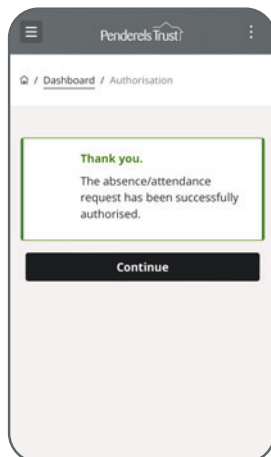 Penderels Trust
/ Dashboard / Authorisation
Thank you.
The absence/attendance
request has been successfully
authorised.
Continue